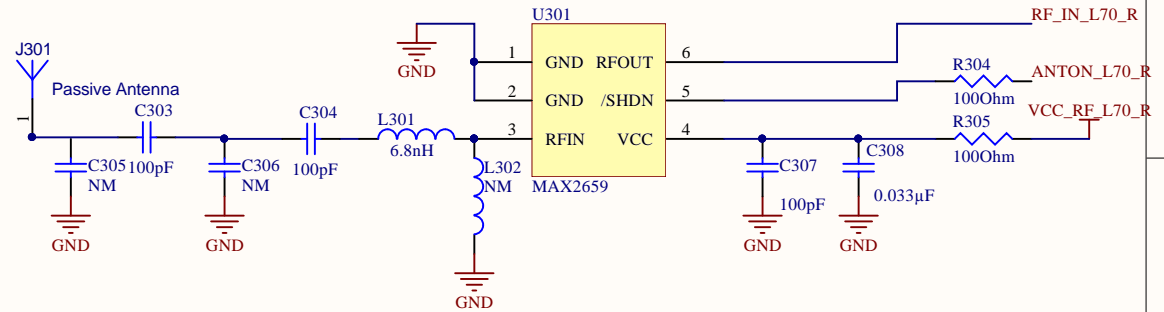 U301
RF_IN_L70_R
J301
GND
1
GND
RFOUT
6
R304
ANTON_L70_R
Passive Antenna
2
GND
/SHDN
5
100Ohm
C303
C304
L301
R305
VCC_RF_L70_R
1
3
RFIN
VCC
4
6.8nH
C305
100pF
C306
100pF
L302
C307
C308
100Ohm
NM
NM
NM
MAX2659
100pF
0.033µF
GND
GND
GND
GND
GND